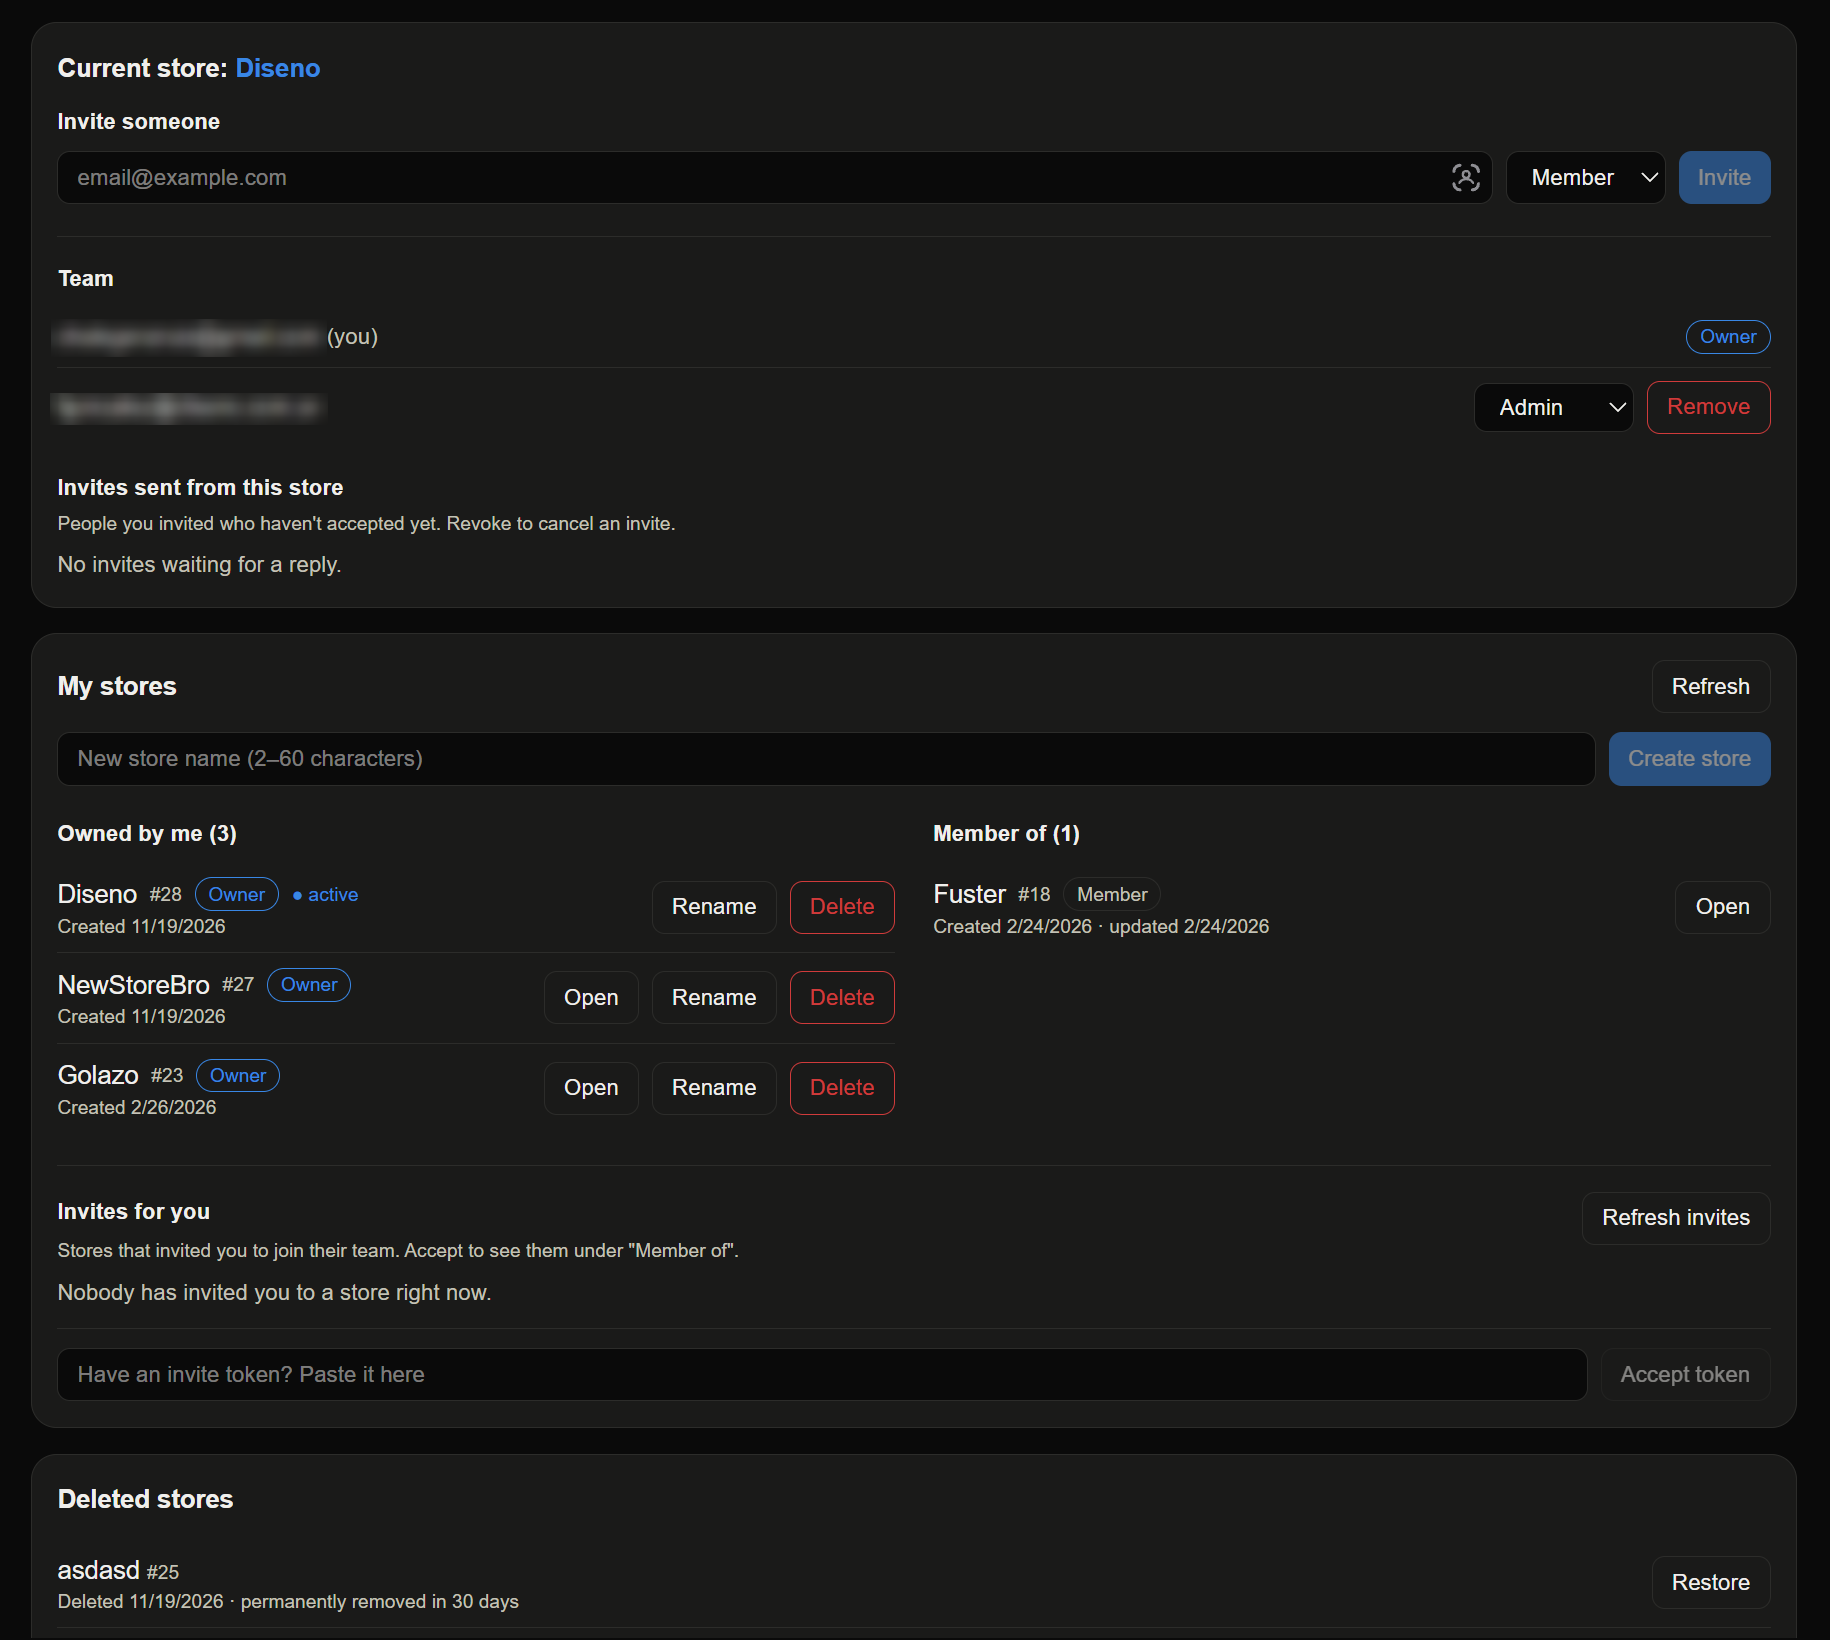 Current store: Diseno
Invite someone
email@example.com
Member
Invite
Team
(you)
Owner
Admin
Remove
Invites sent from this store
People you invited who haven't accepted yet. Revoke to cancel an invite.
No invites waiting for a reply.
My stores
Refresh
New store name (2–60 characters)
Create store
Owned by me (3)
Diseno #28 Owner • active
Created 11/19/2026
Rename
Delete
NewStoreBro #27 Owner
Created 11/19/2026
Open
Rename
Delete
Golazo #23 Owner
Created 2/26/2026
Open
Rename
Delete
Member of (1)
Fuster #18 Member
Created 2/24/2026 · updated 2/24/2026
Open
Invites for you
Stores that invited you to join their team. Accept to see them under "Member of".
Nobody has invited you to a store right now.
Refresh invites
Have an invite token? Paste it here
Accept token
Deleted stores
asdasd #25
Deleted 11/19/2026 · permanently removed in 30 days
Restore